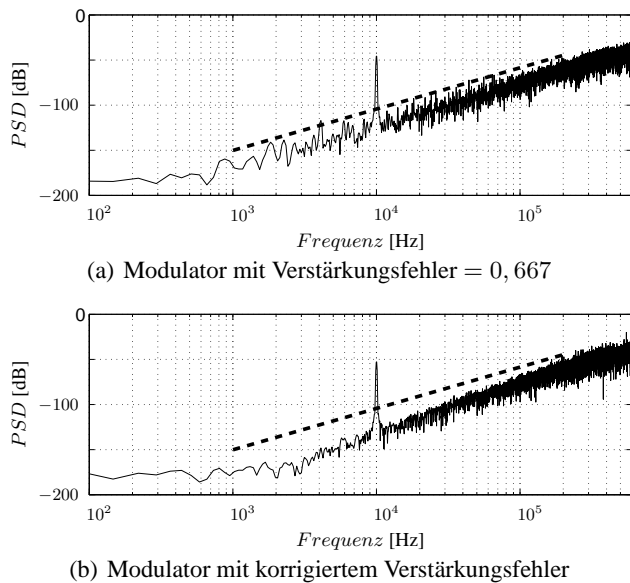 0
−100
−200
PSD [dB]
10^2
10^3
10^4
10^5
Frequenz [Hz]
(a) Modulator mit Verstärkungsfehler = 0, 667
0
−100
−200
PSD [dB]
10^2
10^3
10^4
10^5
Frequenz [Hz]
(b) Modulator mit korrigiertem Verstärkungsfehler